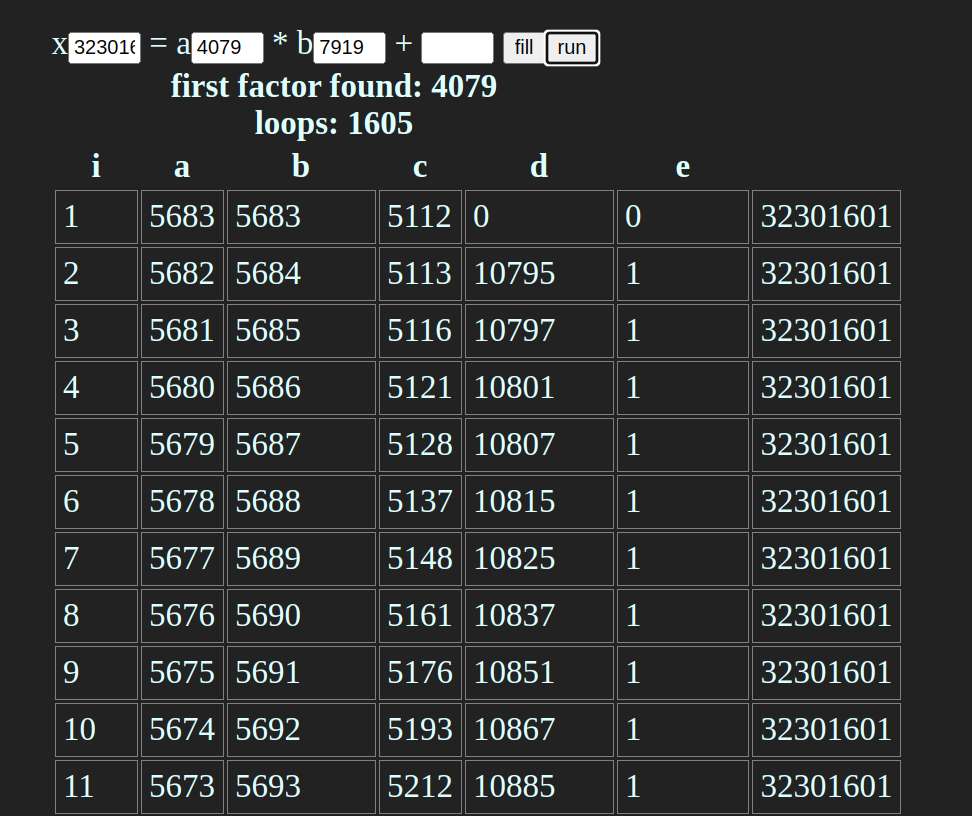 x 323016 = a 4079 * b 7919 + fill run
first factor found: 4079
loops: 1605
i a b c d e
1 5683 5683 5112 0 0 32301601
2 5682 5684 5113 10795 1 32301601
3 5681 5685 5116 10797 1 32301601
4 5680 5686 5121 10801 1 32301601
5 5679 5687 5128 10807 1 32301601
6 5678 5688 5137 10815 1 32301601
7 5677 5689 5148 10825 1 32301601
8 5676 5690 5161 10837 1 32301601
9 5675 5691 5176 10851 1 32301601
10 5674 5692 5193 10867 1 32301601
11 5673 5693 5212 10885 1 32301601